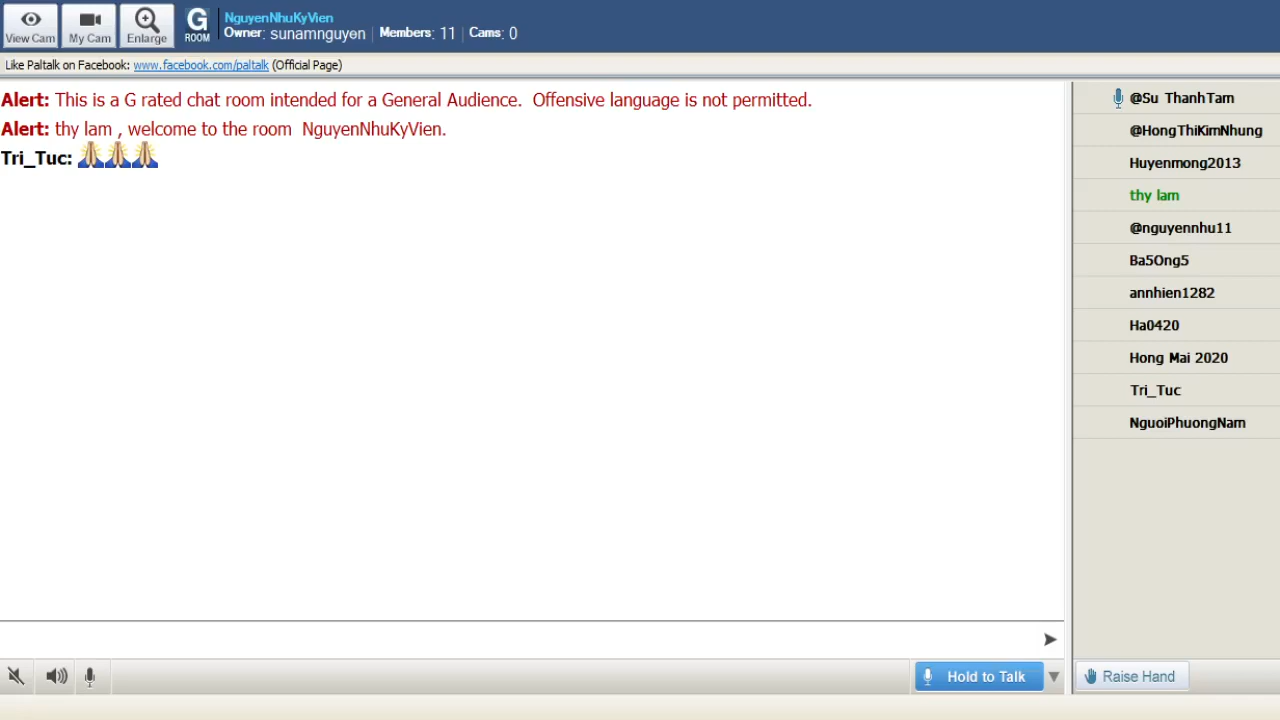 View Cam
My Cam
Enlarge
G
ROOM
NguyenNhuKyVien
Owner: sunamnguyen | Members: 11 | Cams: 0
Like Paltalk on Facebook: www.facebook.com/paltalk (Official Page)
Alert: This is a G rated chat room intended for a General Audience. Offensive language is not permitted.
Alert: thy lam , welcome to the room NguyenNhuKyVien.
Tri_Tuc:
@Su ThanhTam
@HongThiKimNhung
Huyenmong2013
thy lam
@nguyennhu11
Ba5Ong5
annhien1282
Ha0420
Hong Mai 2020
Tri_Tuc
NguoiPhuongNam
Hold to Talk
Raise Hand